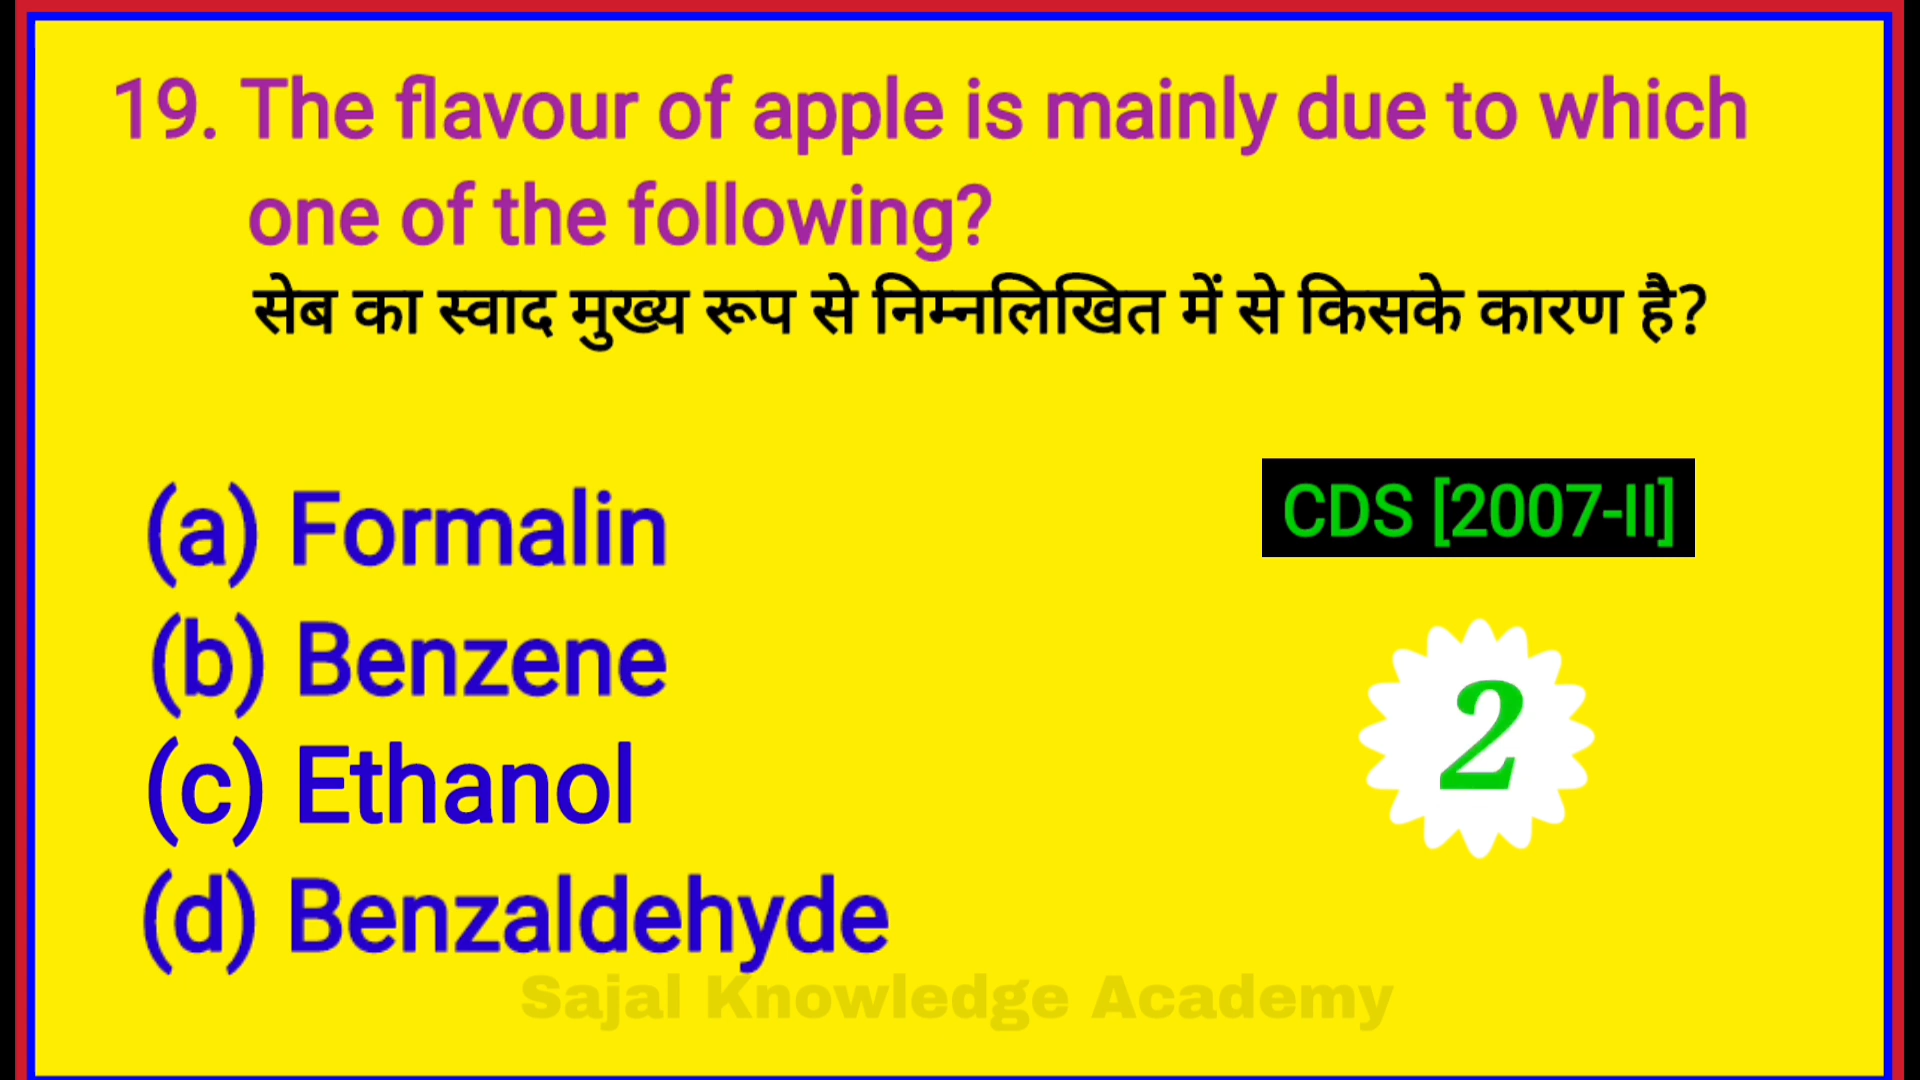 19. The flavour of apple is mainly due to which
one of the following?
सेब का स्वाद मुख्य रूप से निम्नलिखित में से किसके कारण है?
(a) Formalin
CDS [2007-II]
(b) Benzene
2
(c) Ethanol
(d) Benzaldehyde
Sajal Knowledge Academy